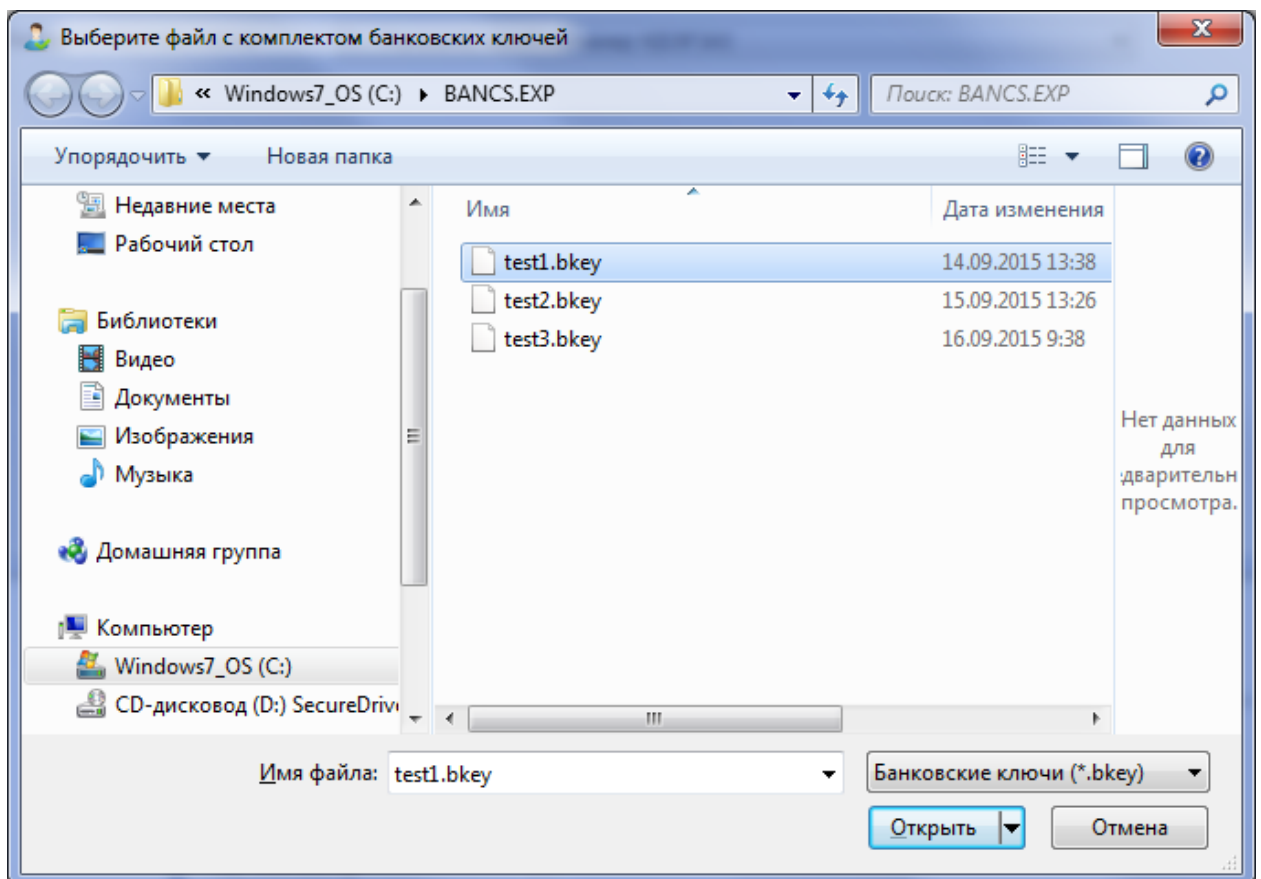 Выберите файл с комплектом банковских ключей
« Windows7_OS (C:) BANCS.EXP
Поиск: BANCS.EXP
Упорядочить Новая папка
Недавние места
Рабочий стол
Библиотеки
Видео
Документы
Изображения
Музыка
Домашняя группа
Компьютер
Windows7_OS (C:)
CD-дисковод (D:) SecureDriv
Имя Дата изменения
test1.bkey 14.09.2015 13:38
test2.bkey 15.09.2015 13:26
test3.bkey 16.09.2015 9:38
Нет данных
для
дварительн
просмотра.
Имя файла: test1.bkey
Банковские ключи (*.bkey)
Открыть Отмена